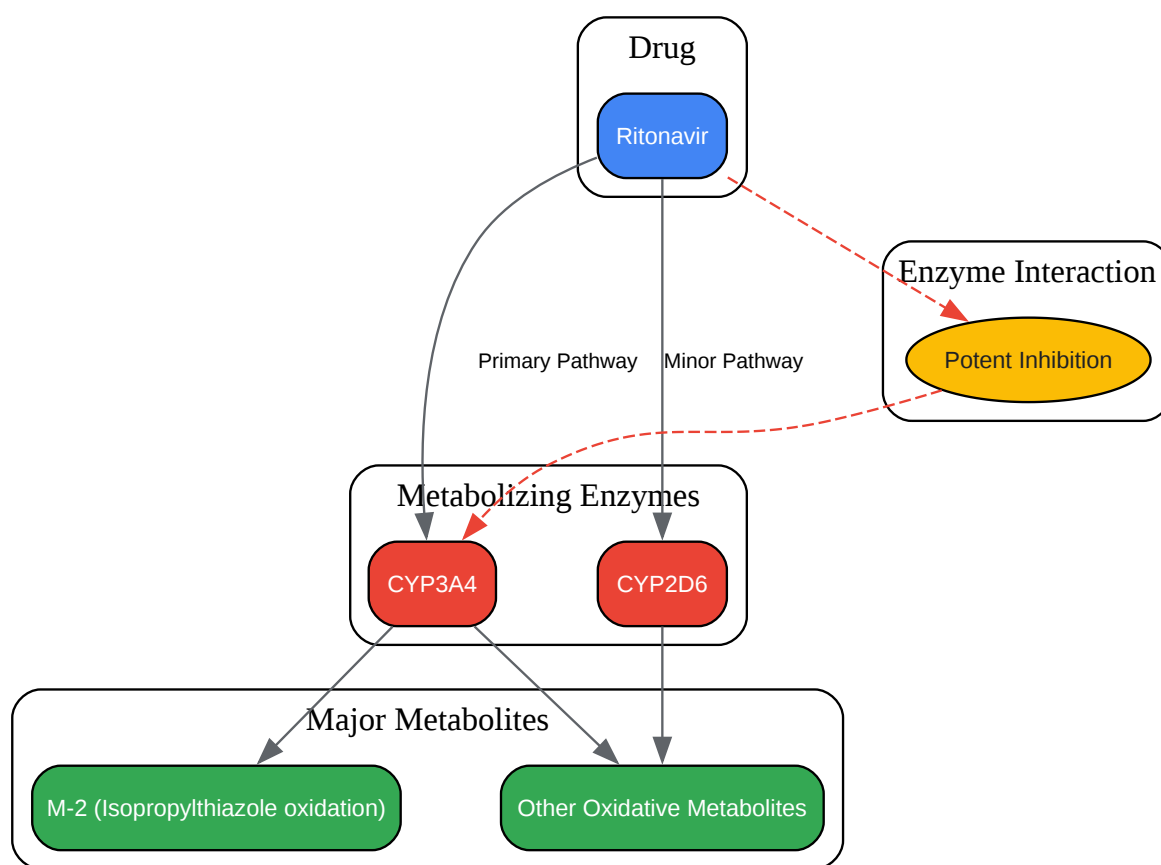 Drug
Ritonavir
Enzyme Interaction
Potent Inhibition
Primary Pathway
Minor Pathway
Metabolizing Enzymes
CYP3A4
CYP2D6
Major Metabolites
M-2 (Isopropylthiazole oxidation)
Other Oxidative Metabolites